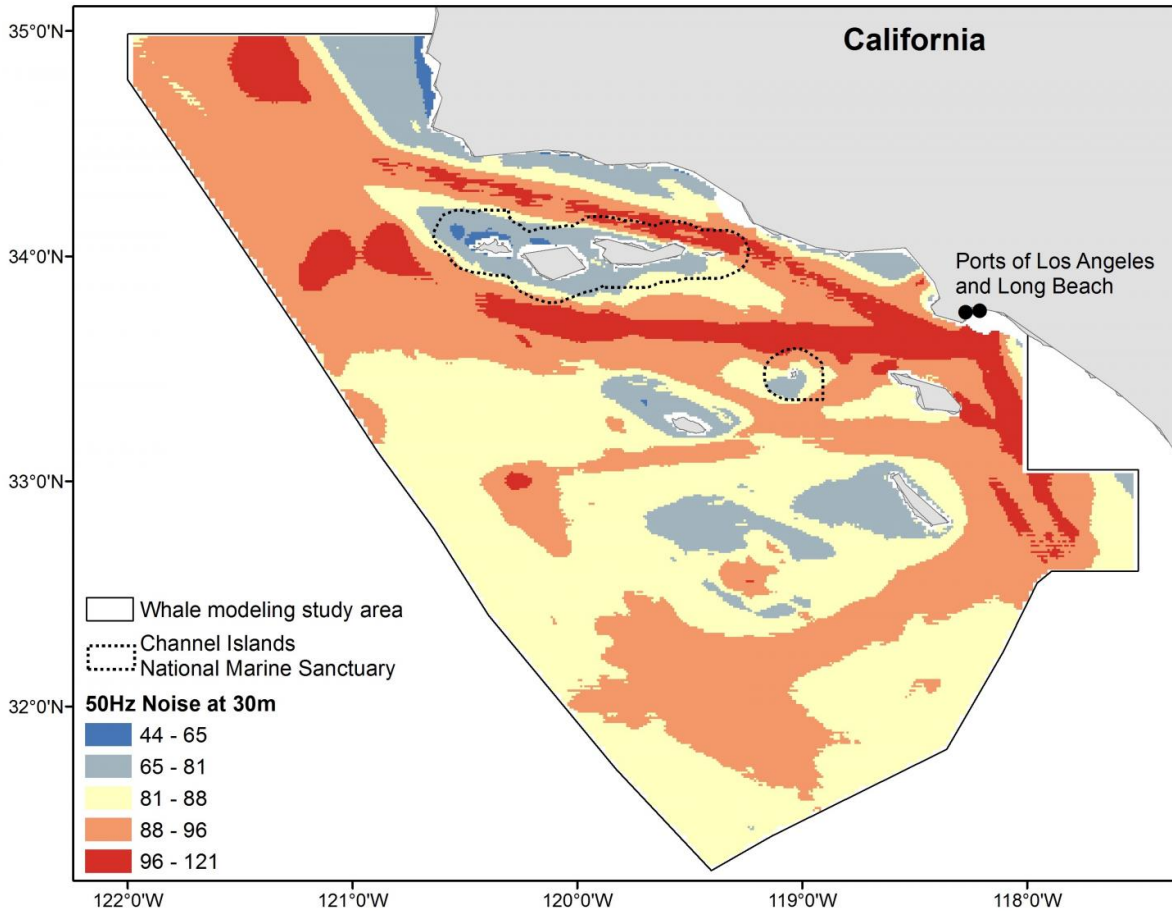 California
Ports of Los Angeles
and Long Beach
35°0'N
34°0'N
33°0'N
32°0'N
Whale modeling study area
Channel Islands
National Marine Sanctuary
50Hz Noise at 30m
44 - 65
65 - 81
81 - 88
88 - 96
96 - 121
122°0'W
121°0'W
120°0'W
119°0'W
118°0'W